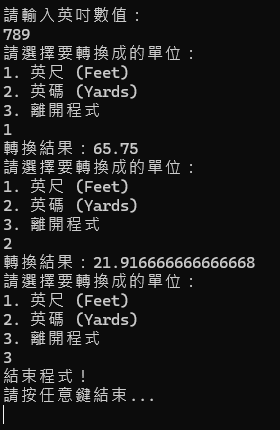 請輸入英吋數值：
789
請選擇要轉換成的單位：
1. 英尺 (Feet)
2. 英碼 (Yards)
3. 離開程式
1
轉換結果：65.75
請選擇要轉換成的單位：
1. 英尺 (Feet)
2. 英碼 (Yards)
3. 離開程式
2
轉換結果：21.916666666666668
請選擇要轉換成的單位：
1. 英尺 (Feet)
2. 英碼 (Yards)
3. 離開程式
3
結束程式！
請按任意鍵結束...